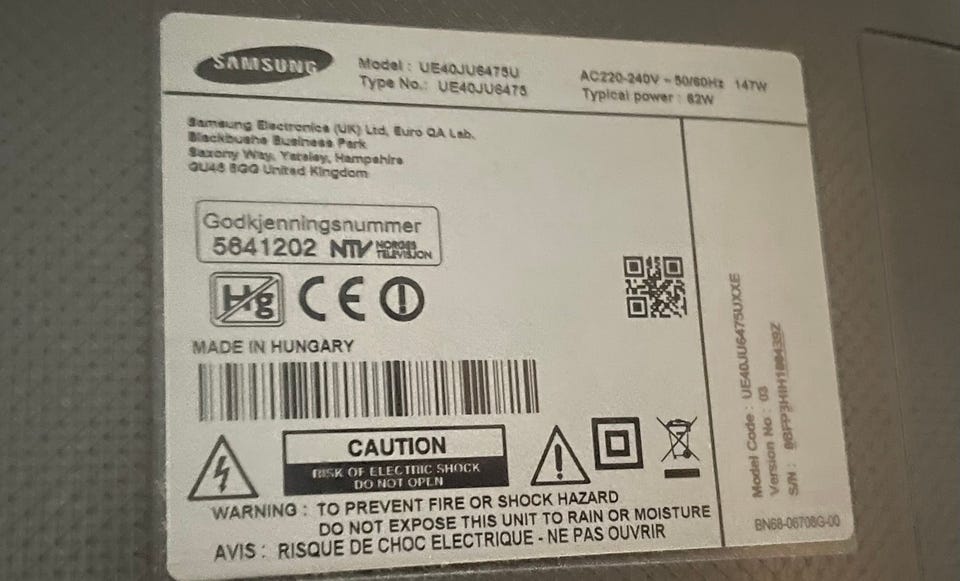 SAMSUNG
Model : UE40JU6475U
Type No.: UE40JU6475
AC220-240V ~ 50/60Hz 147W
Typical power : 62W
Samsung Electronics (UK) Ltd, Euro QA Lab.
Blackbushe Business Park
Saxony Way, Yateley, Hampshire
GU46 6GG United Kingdom
Godkjenningsnummer
5641202 NTV NORGES TELEVISJON
Hg CE
MADE IN HUNGARY
CAUTION
RISK OF ELECTRIC SHOCK
DO NOT OPEN
WARNING : TO PREVENT FIRE OR SHOCK HAZARD
DO NOT EXPOSE THIS UNIT TO RAIN OR MOISTURE
AVIS : RISQUE DE CHOC ELECTRIQUE - NE PAS OUVRIR
Model Code : UE40JU6475UXXE
Version No : 03
S/N :
BN68-06708G-00